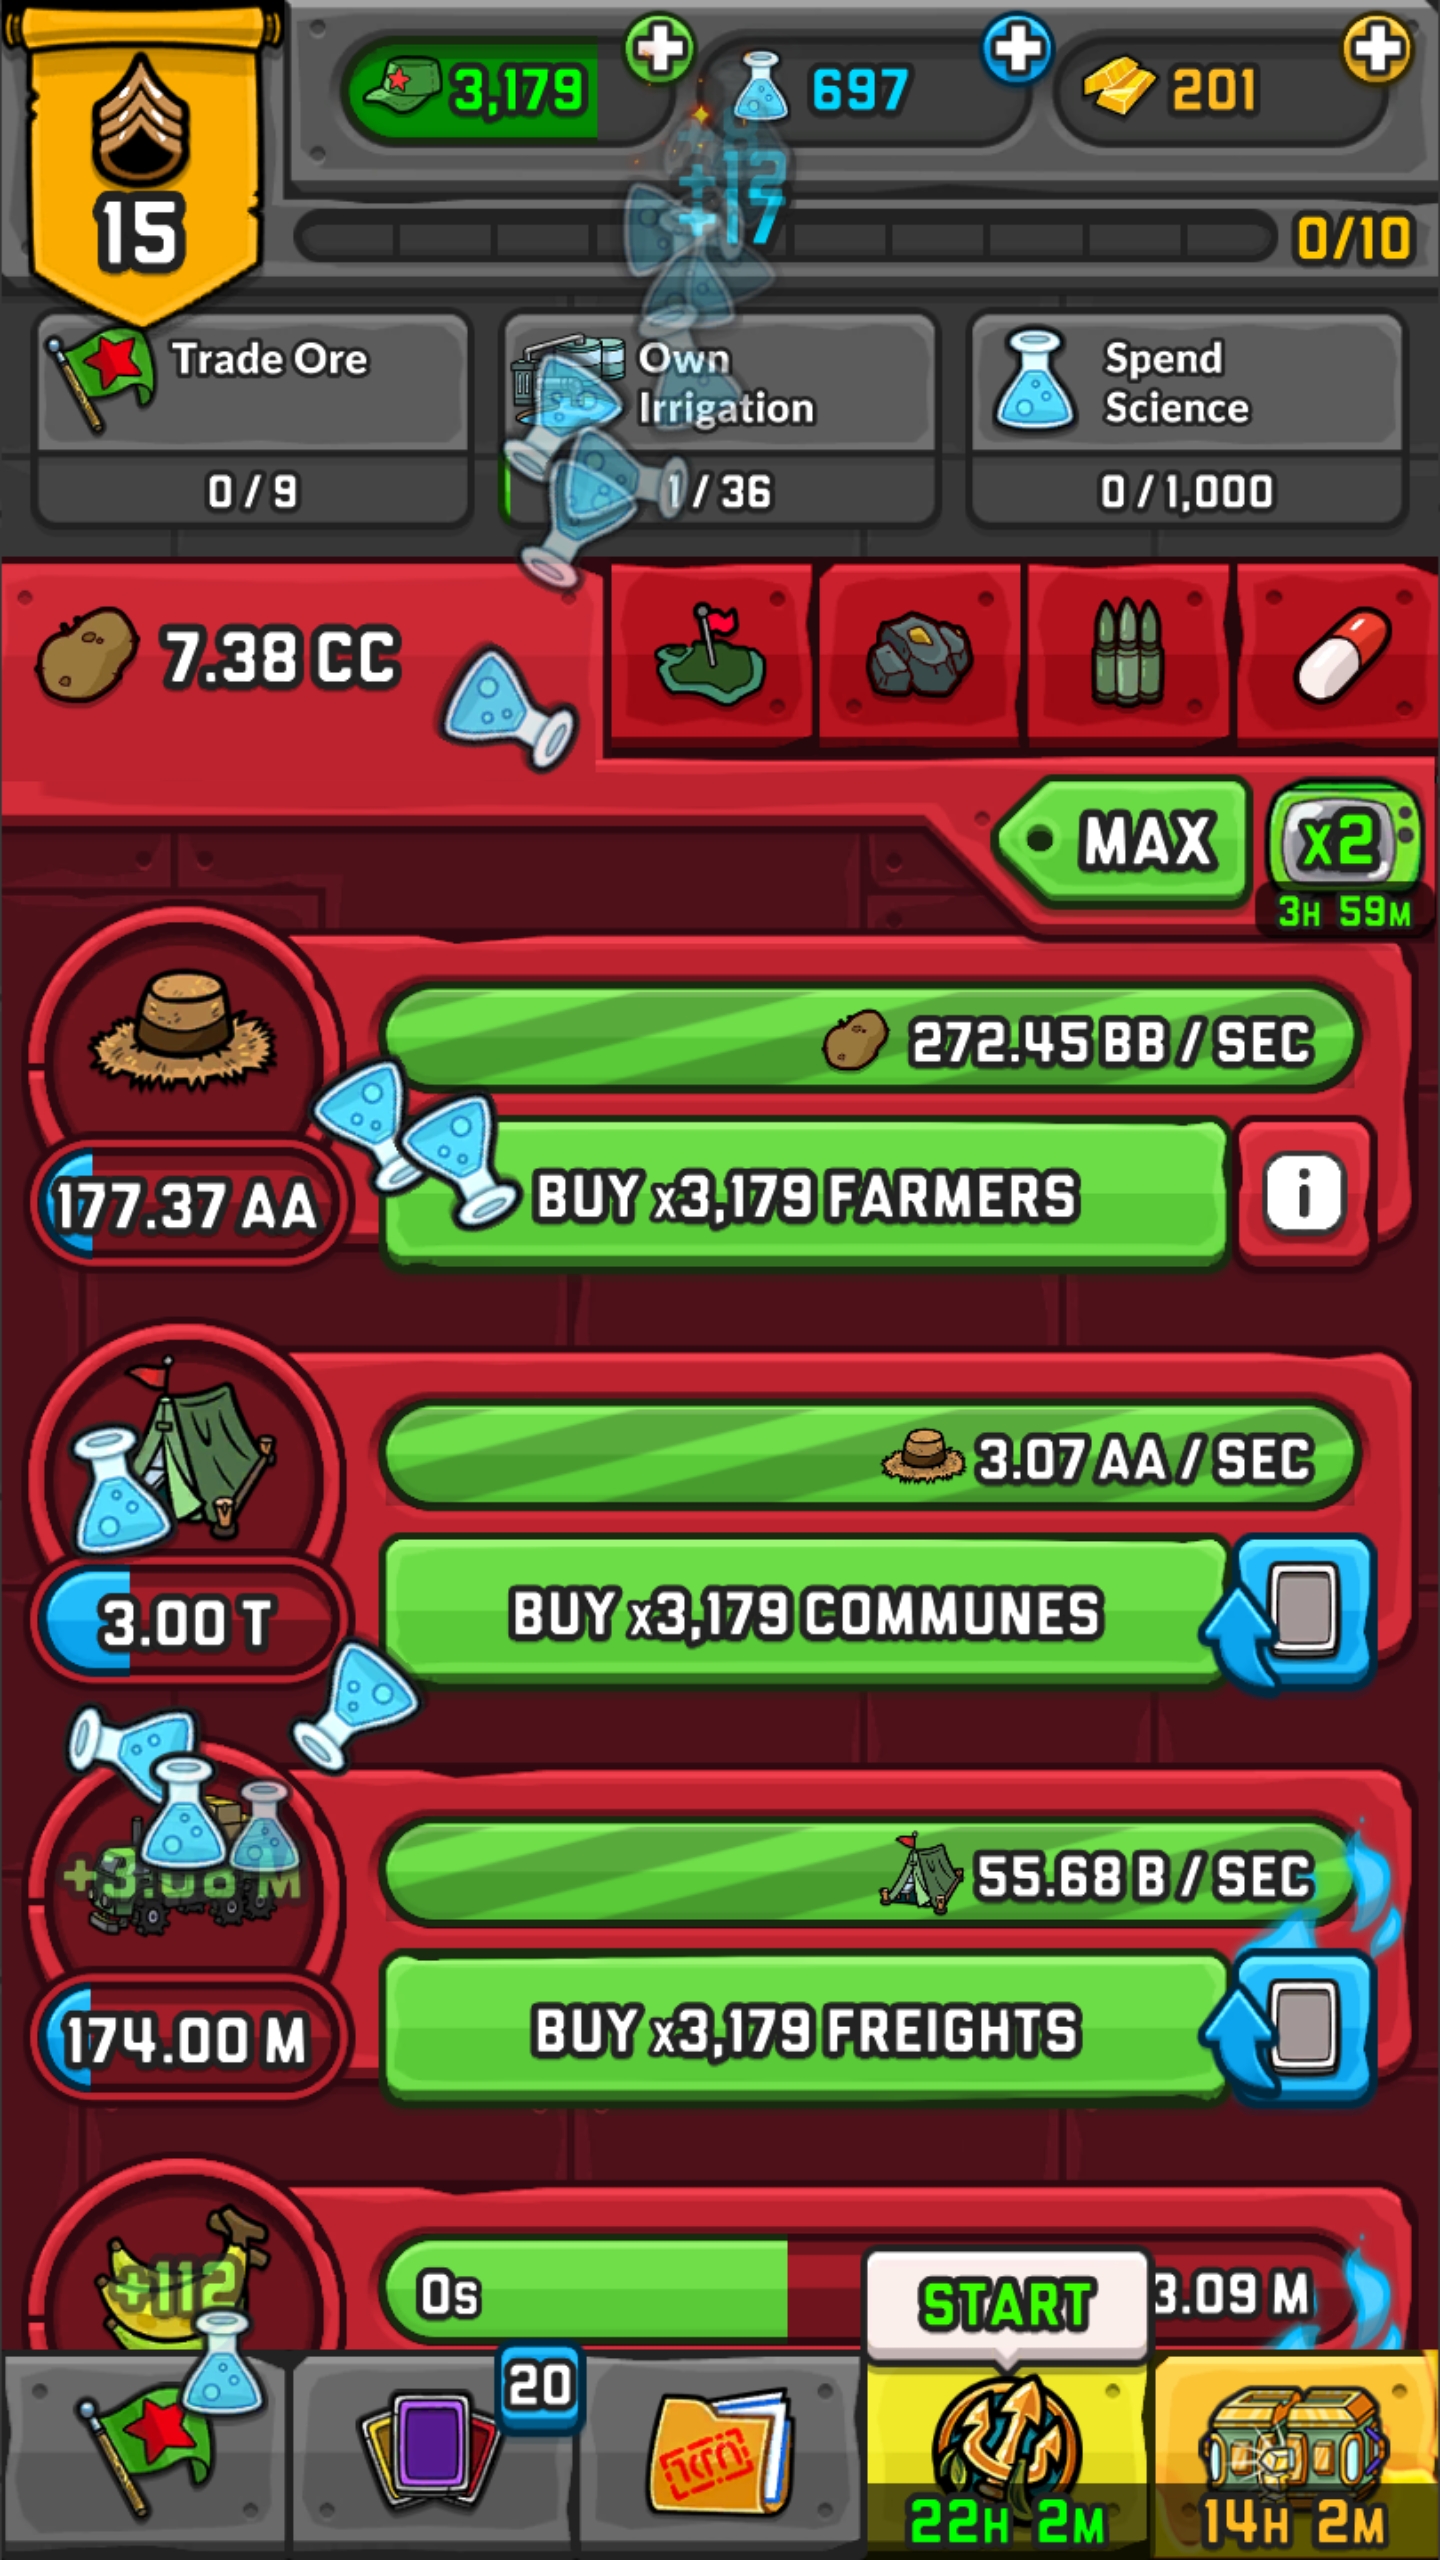 3,179
697
201
+12
+17
15
0/10
Trade Ore
0/9
Own
Irrigation
1/36
Spend
Science
0/1,000
7.38 CC
MAX
x2
3H 59M
272.45 BB / SEC
177.37 AA
BUY x3,179 FARMERS
i
3.07 AA / SEC
3.00 T
BUY x3,179 COMMUNES
55.68 B / SEC
174.00 M
BUY x3,179 FREIGHTS
+112
0s
3.09 M
START
20
22H 2M
14H 2M